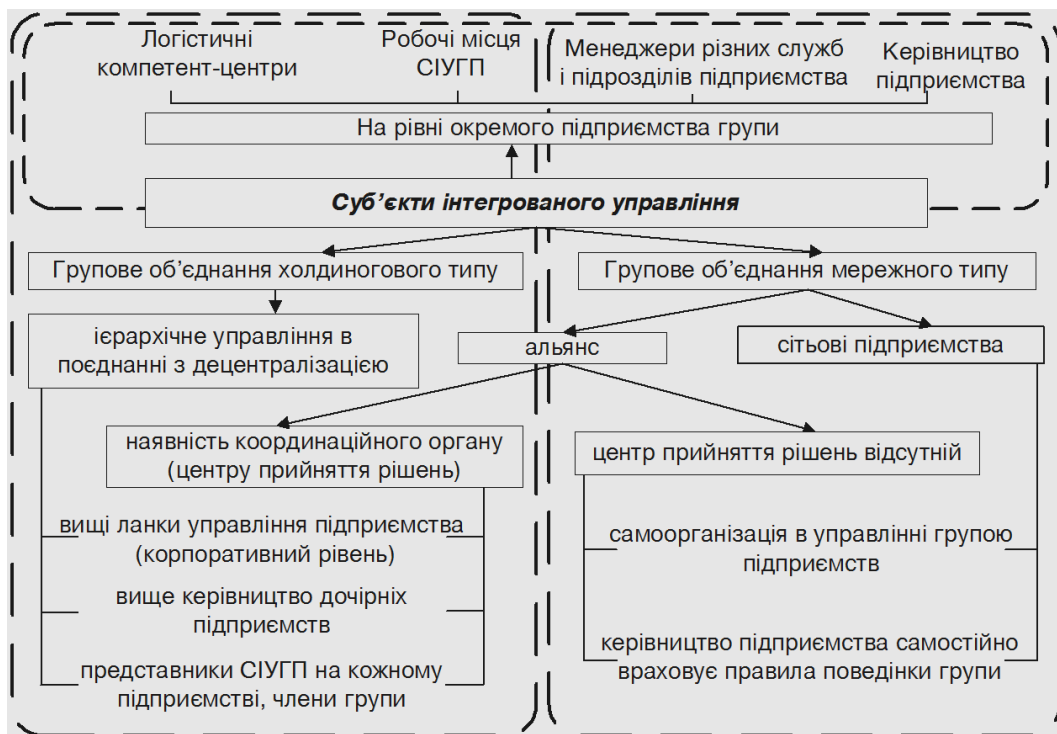 Логістичні
компетент-центри
Робочі місця
СІУГП
Менеджери різних служб
і підрозділів підприємства
Керівництво
підприємства
На рівні окремого підприємства групи
Суб’єкти інтегрованого управління
Групове об’єднання холдиногового типу
Групове об’єднання мережного типу
ієрархічне управління в
поєднанні з децентралізацією
альянс
сітьові підприємства
наявність координаційного органу
(центру прийняття рішень)
центр прийняття рішень відсутній
вищі ланки управління підприємства
(корпоративний рівень)
вище керівництво дочірніх
підприємств
представники СІУГП на кожному
підприємстві, члени групи
самоорганізація в управлінні групою
підприємств
керівництво підприємства самостійно
враховує правила поведінки групи